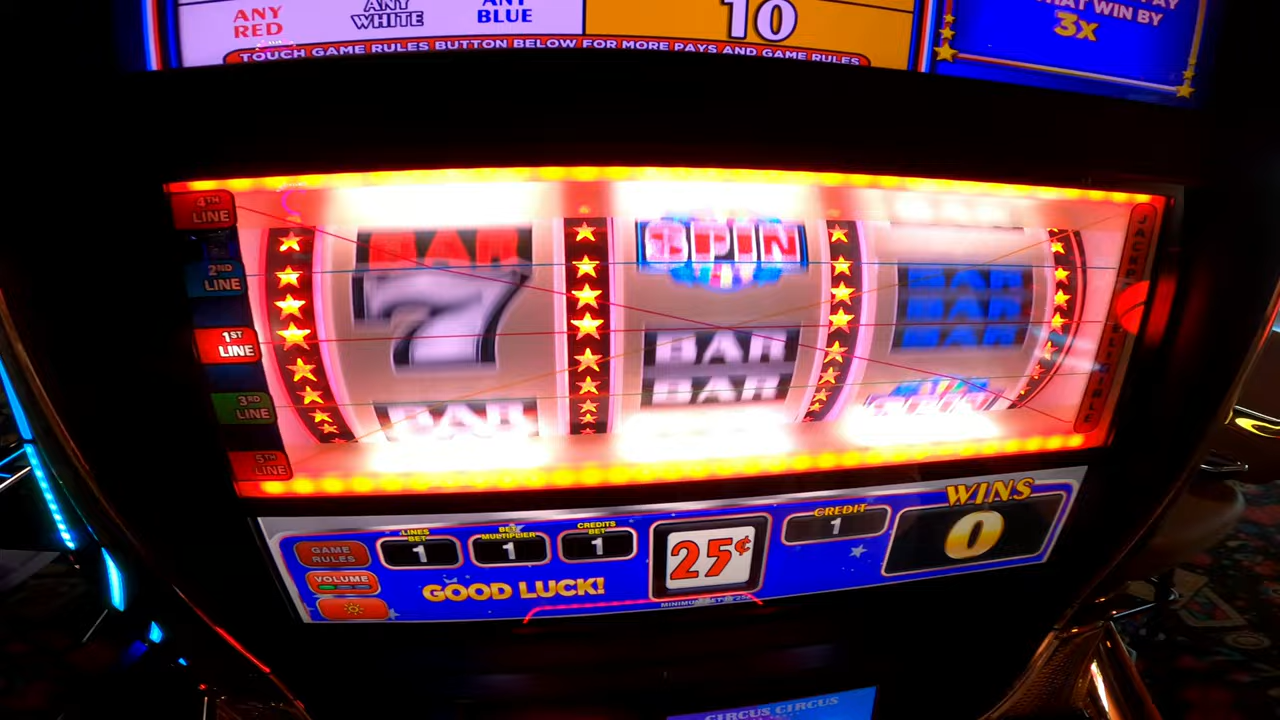 ANY RED
ANY WHITE
ANY BLUE
10
PAY
THAT WIN BY
3x
TOUCH GAME RULES BUTTON BELOW FOR MORE PAYS AND GAME RULES
4TH LINE
2ND LINE
1ST LINE
3RD LINE
5TH LINE
BAR
7
BAR
SPIN
BAR
BAR
BAR
BAR
BAR
SPIN
GAME RULES
VOLUME
LINES BET
1
BET MULTIPLIER
1
CREDITS BET
1
GOOD LUCK!
25¢
CREDIT
1
WINS
0
CIRCUS CIRCUS